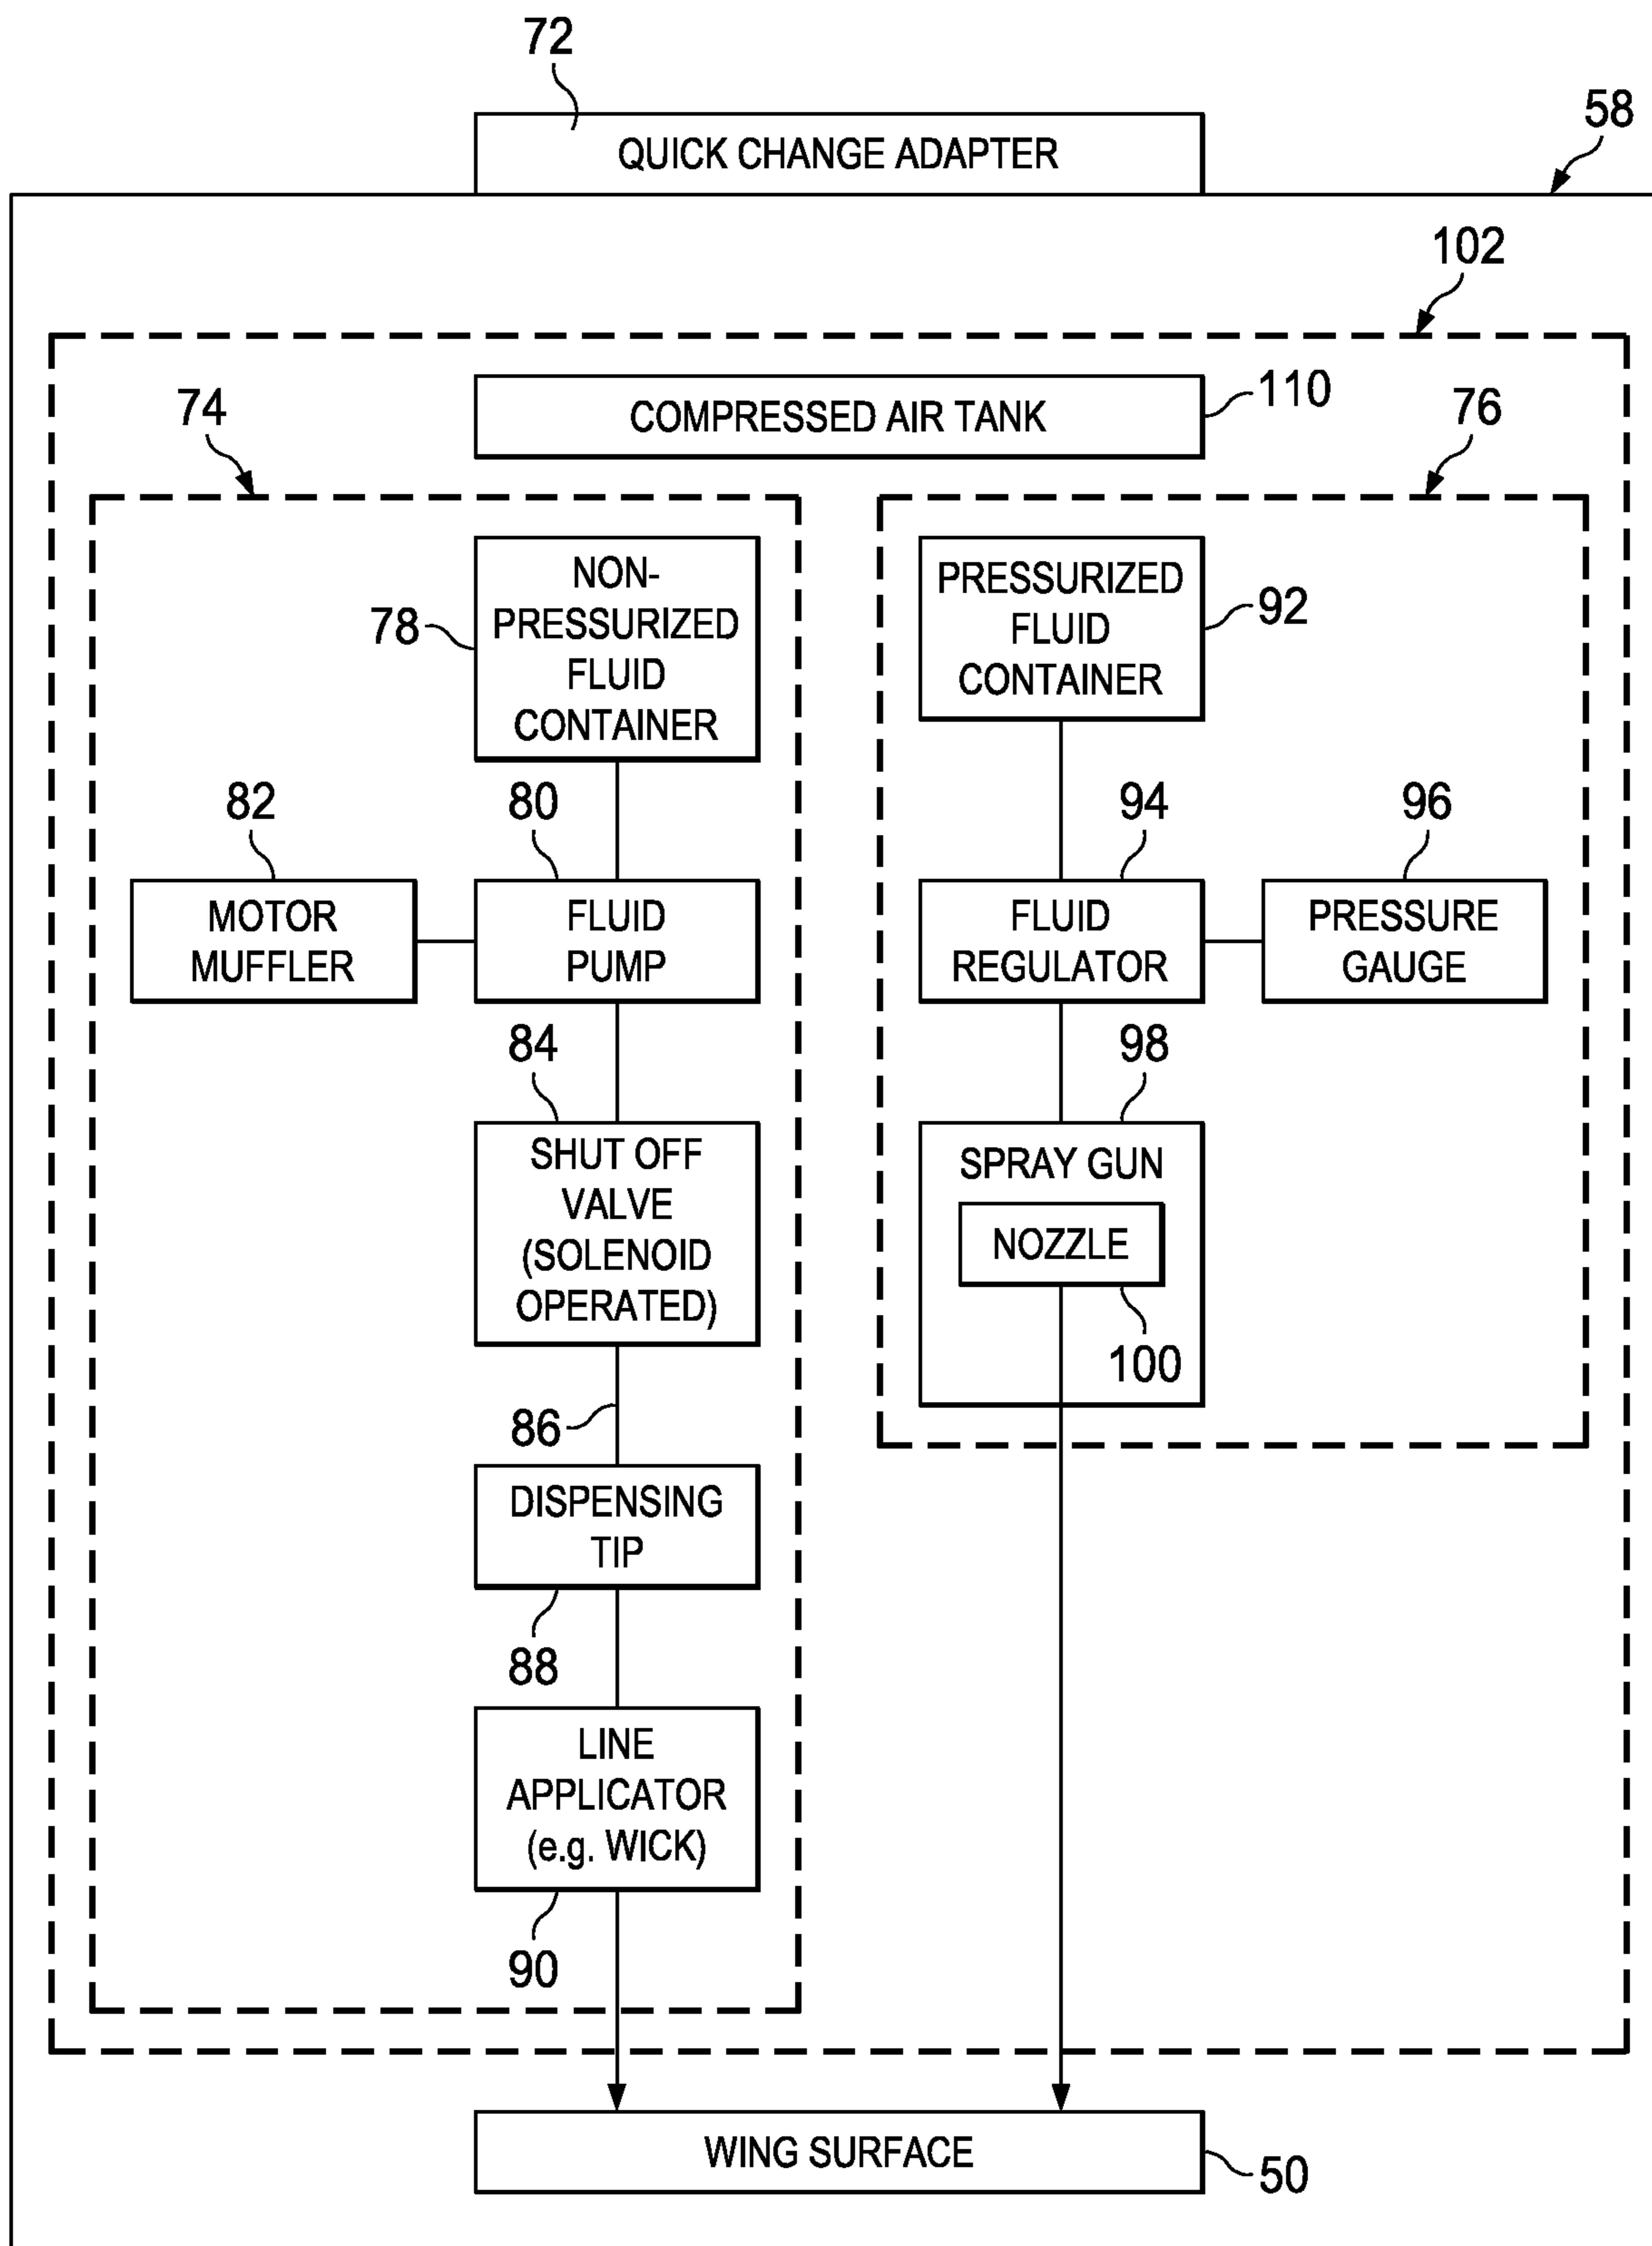 72
QUICK CHANGE ADAPTER
58
102
COMPRESSED AIR TANK
110
74
76
NON-
PRESSURIZED
FLUID
CONTAINER
78
PRESSURIZED
FLUID
CONTAINER
92
82
80
94
96
MOTOR
MUFFLER
FLUID
PUMP
FLUID
REGULATOR
PRESSURE
GAUGE
84
98
SHUT OFF
VALVE
(SOLENOID
OPERATED)
SPRAY GUN
NOZZLE
100
86
DISPENSING
TIP
88
LINE
APPLICATOR
(e.g. WICK)
90
WING SURFACE
50